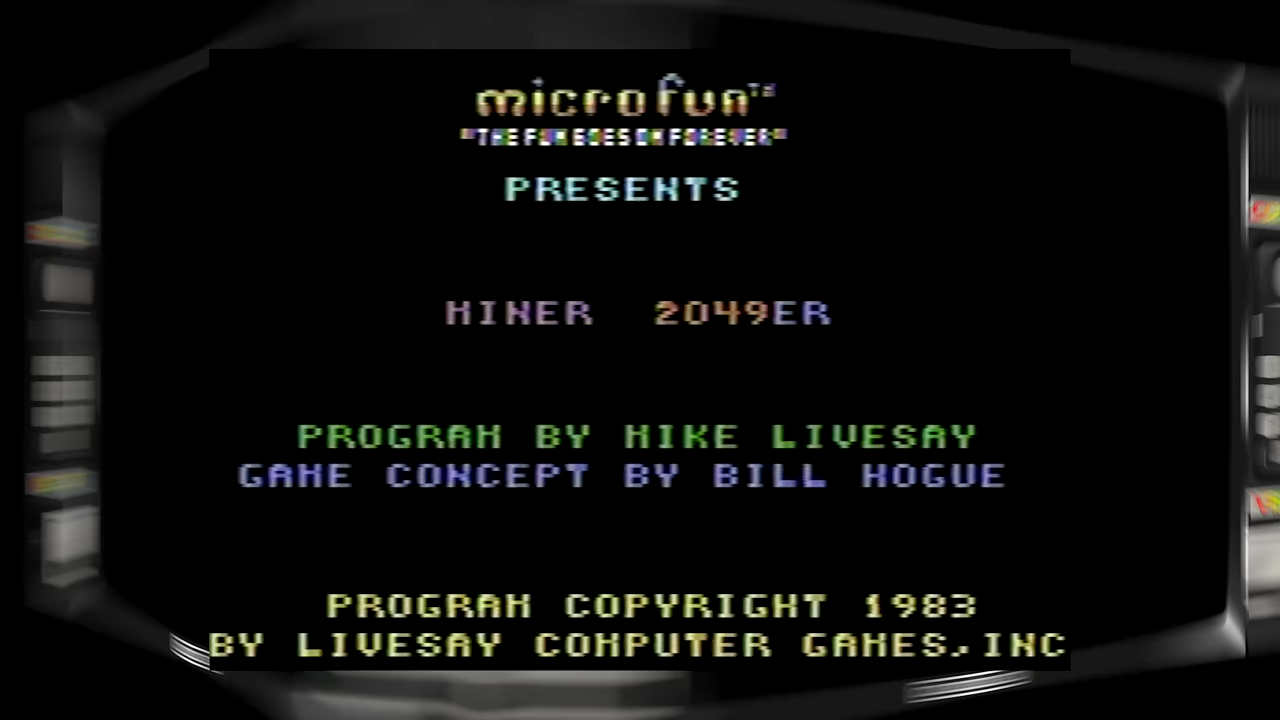 microfun™
"THE FUN GOES ON FOREVER"
PRESENTS
MINER 2049ER
PROGRAM BY MIKE LIVESAY
GAME CONCEPT BY BILL HOGUE
PROGRAM COPYRIGHT 1983
BY LIVESAY COMPUTER GAMES,INC